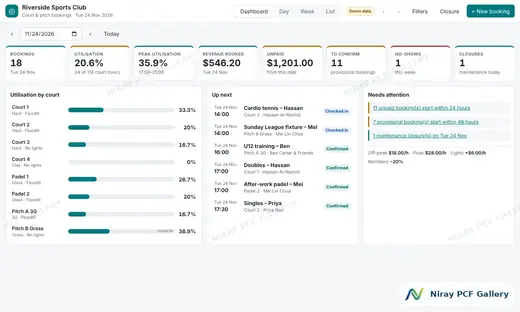 Riverside Sports Club
Court & pitch bookings · Tue 24 Nov 2026
Dashboard Day Week List
Demo data
Filters Closure + New booking
11/24/2026
Today
BOOKINGS
18
Tue 24 Nov
UTILISATION
20.6%
24 of 114 court hours
PEAK UTILISATION
35.9%
17:00–21:00
REVENUE BOOKED
$546.20
Tue 24 Nov
UNPAID
$1,201.00
from this date
TO CONFIRM
11
provisional bookings
NO-SHOWS
1
this week
CLOSURES
1
maintenance today
Utilisation by court
Court 1
Hard · Floodlit
33.3%
Court 2
Hard · Floodlit
20%
Court 3
Hard · No lights
16.7%
Court 4
Clay · No lights
0%
Padel 1
Glass · Floodlit
26.7%
Padel 2
Glass · Floodlit
20%
Pitch A 3G
3G · Floodlit
16.7%
Pitch B Grass
Grass · No lights
38.9%
Up next
Tue 24 Nov
14:00
Cardio tennis – Hassan
Court 3 · Hassan Al-Rashid
Checked in
Tue 24 Nov
14:00
Sunday League fixture – Mei
Pitch B Grass · Mei Lin Chua
Checked in
Tue 24 Nov
16:00
U12 training – Ben
Pitch A 3G · Ben Carter & Friends
Confirmed
Tue 24 Nov
17:00
Doubles – Hassan
Court 1 · Hassan Al-Rashid
Confirmed
Tue 24 Nov
17:00
After-work padel – Mei
Padel 2 · Mei Lin Chua
Confirmed
Tue 24 Nov
17:30
Singles – Priya
Court 2 · Priya Nair
Confirmed
Needs attention
11 unpaid booking(s) start within 24 hours
7 provisional booking(s) start within 48 hours
1 maintenance closure(s) on Tue 24 Nov
Off-peak $18.00/h Peak $28.00/h Lights +$6.00/h
Members −20%
Niray PCF Gallery